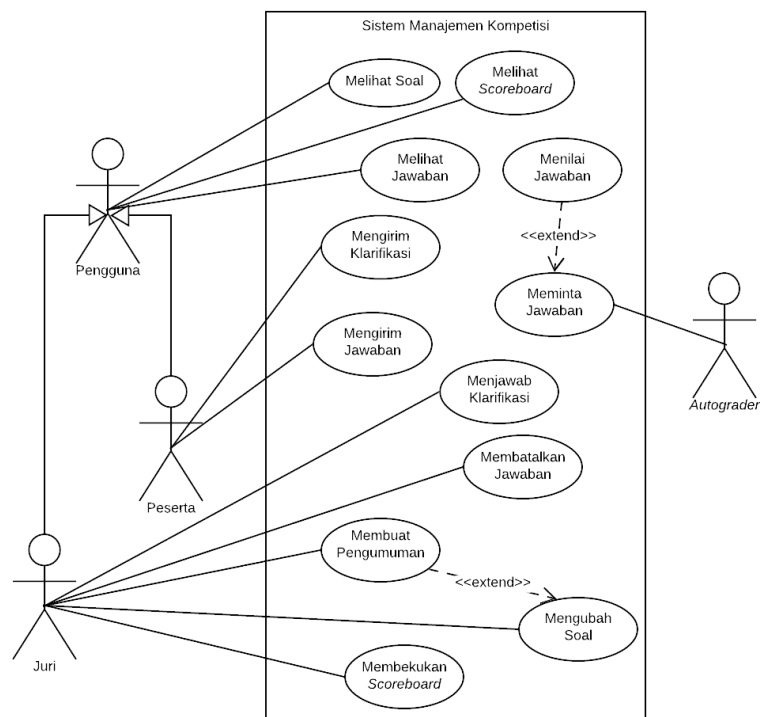 Sistem Manajemen Kompetisi
Melihat Soal
Melihat
Scoreboard
Melihat
Jawaban
Menilai
Jawaban
<<extend>>
Mengirim
Klarifikasi
Pengguna
Meminta
Jawaban
Mengirim
Jawaban
Menjawab
Klarifikasi
Autograder
Membatalkan
Jawaban
Peserta
Membuat
Pengumuman
<<extend>>
Mengubah
Soal
Juri
Membekukan
Scoreboard